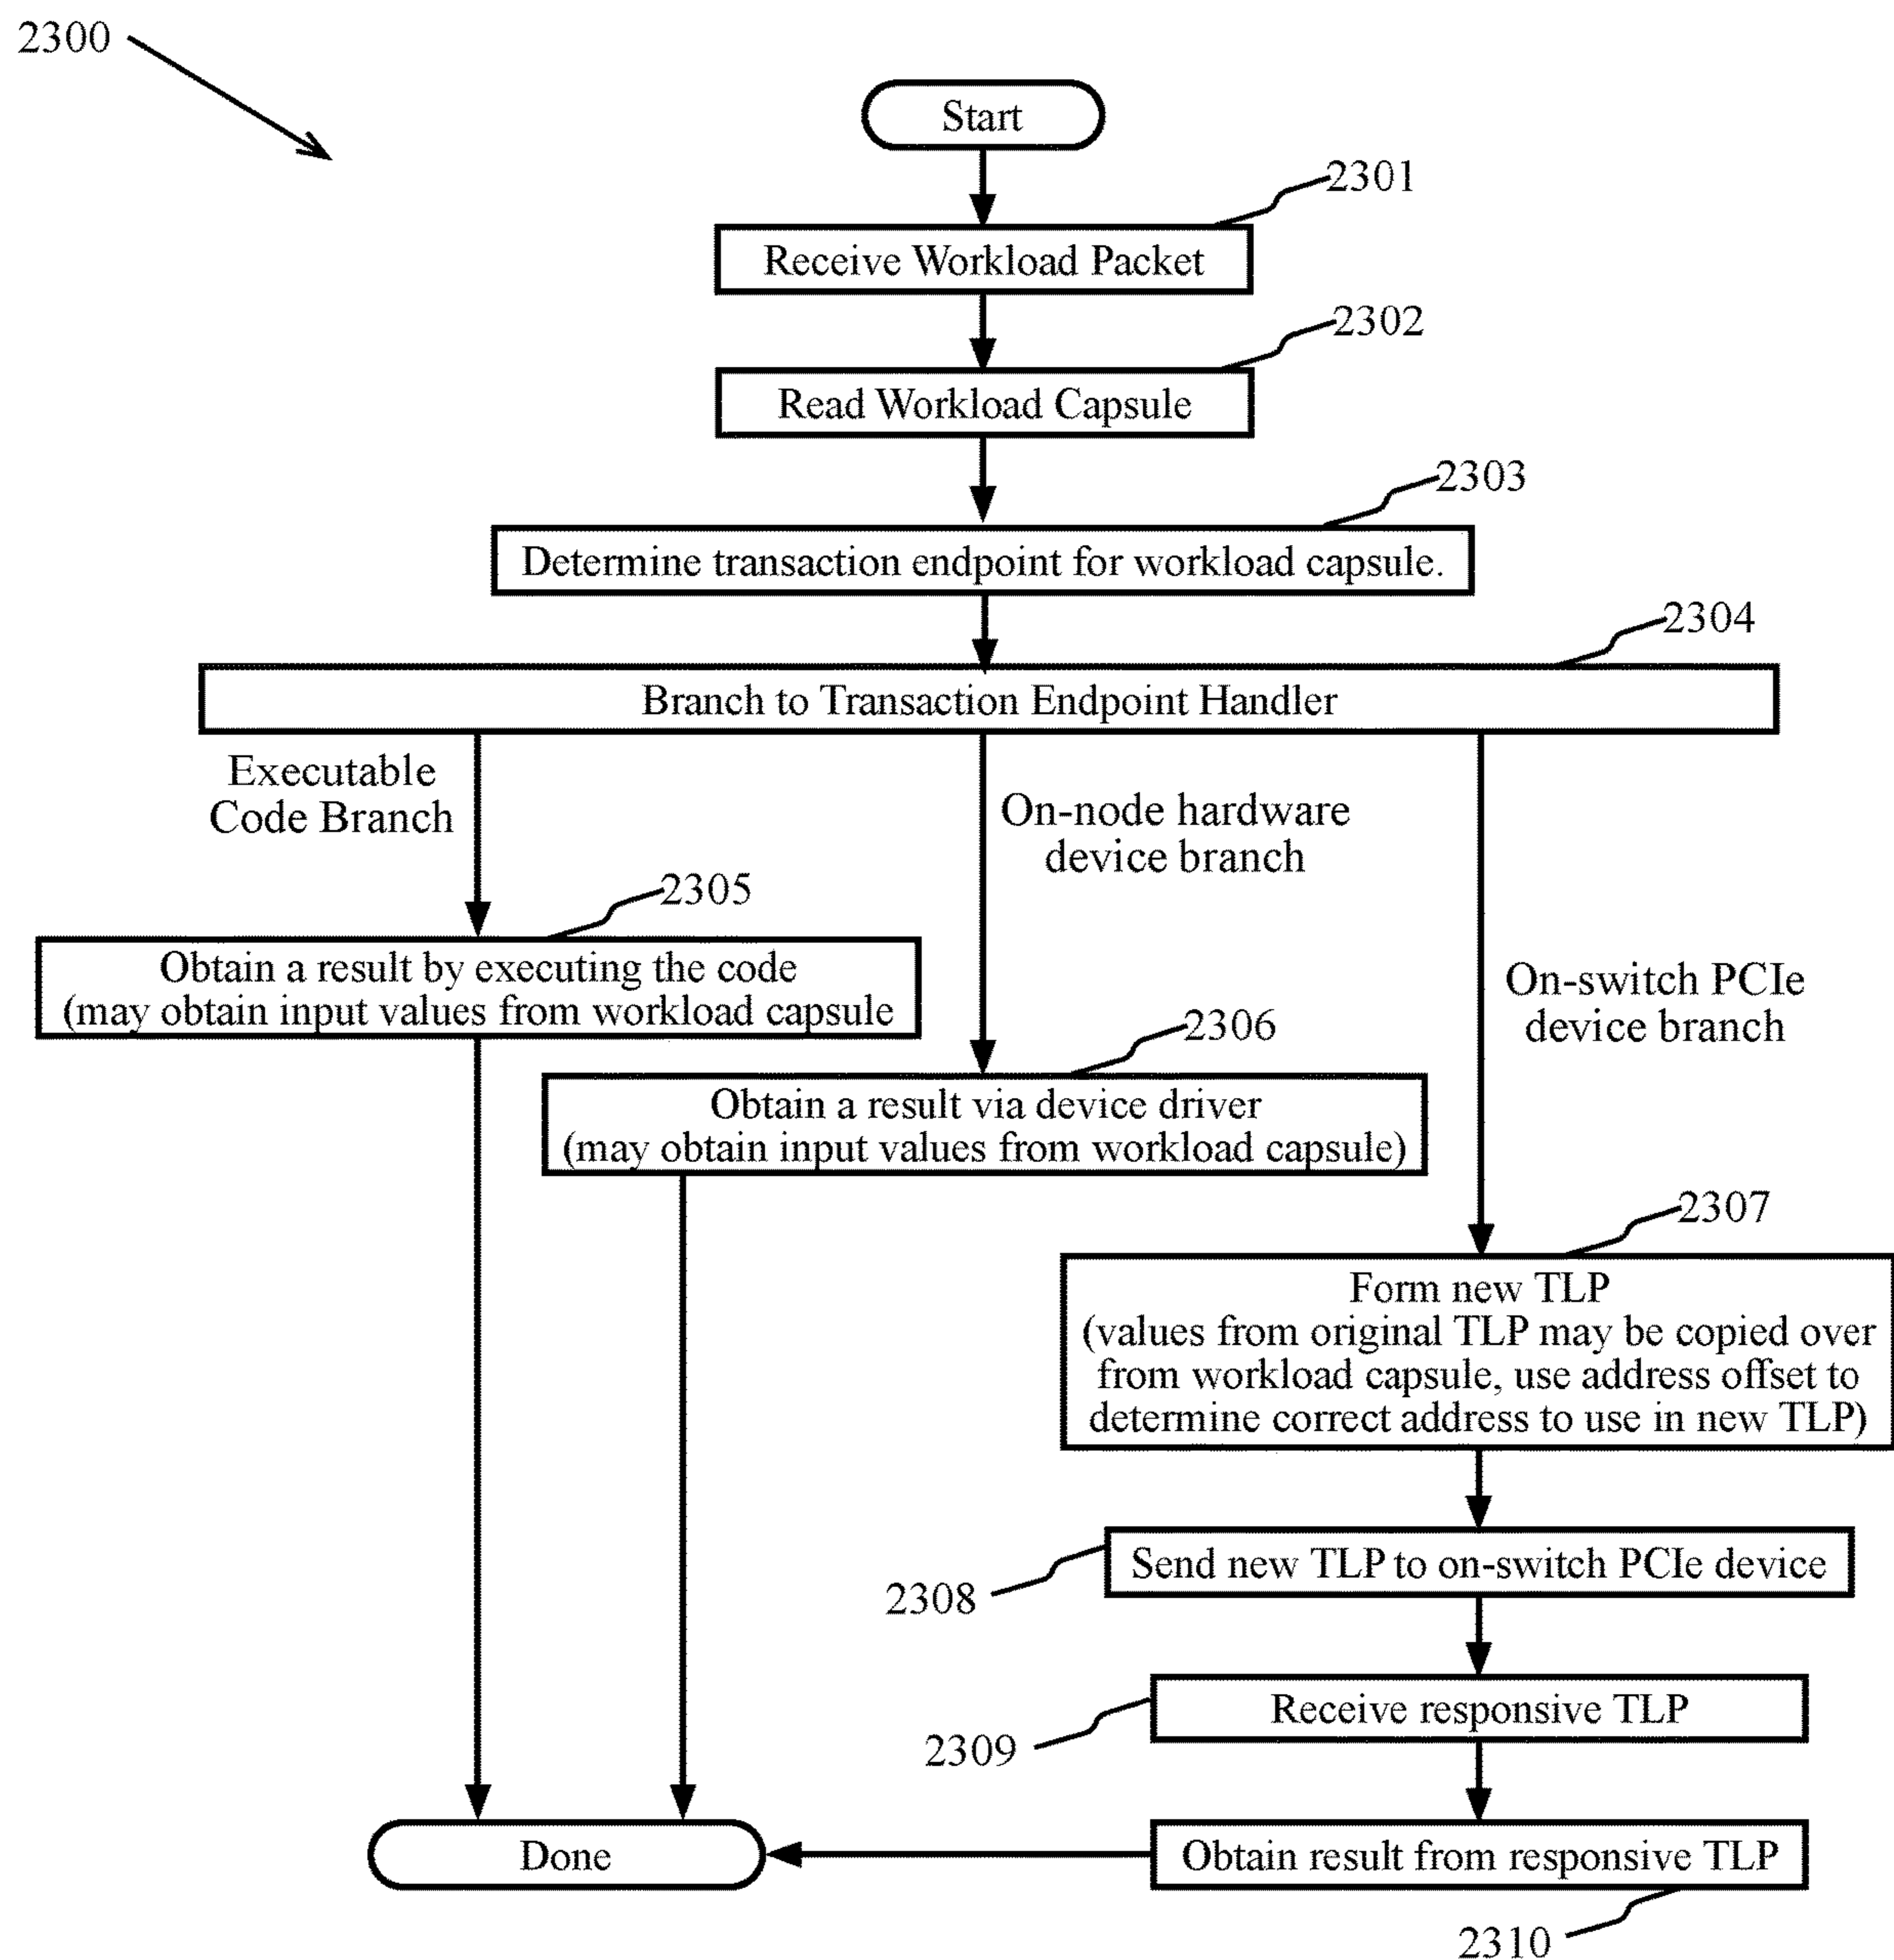 2300
Start
2301
Receive Workload Packet
2302
Read Workload Capsule
2303
Determine transaction endpoint for workload capsule.
2304
Branch to Transaction Endpoint Handler
Executable
Code Branch
On-node hardware
device branch
On-switch PCIe
device branch
2305
Obtain a result by executing the code
(may obtain input values from workload capsule
2306
Obtain a result via device driver
(may obtain input values from workload capsule)
2307
Form new TLP
(values from original TLP may be copied over
from workload capsule, use address offset to
determine correct address to use in new TLP)
2308
Send new TLP to on-switch PCIe device
2309
Receive responsive TLP
Done
Obtain result from responsive TLP
2310